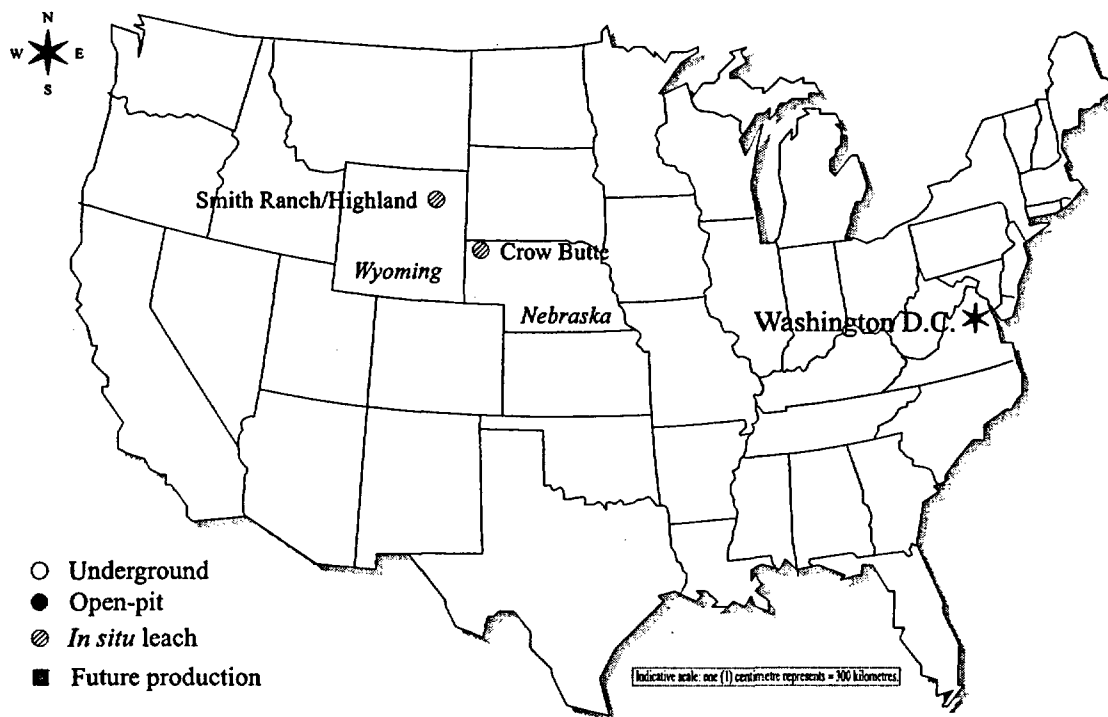 N
W E
S
Smith Ranch/Highland
Crow Butte
Wyoming
Nebraska
Washington D.C.
Underground
Open-pit
In situ leach
Future production
Indicative scale: one (1) centimetre represents = 300 kilometres.